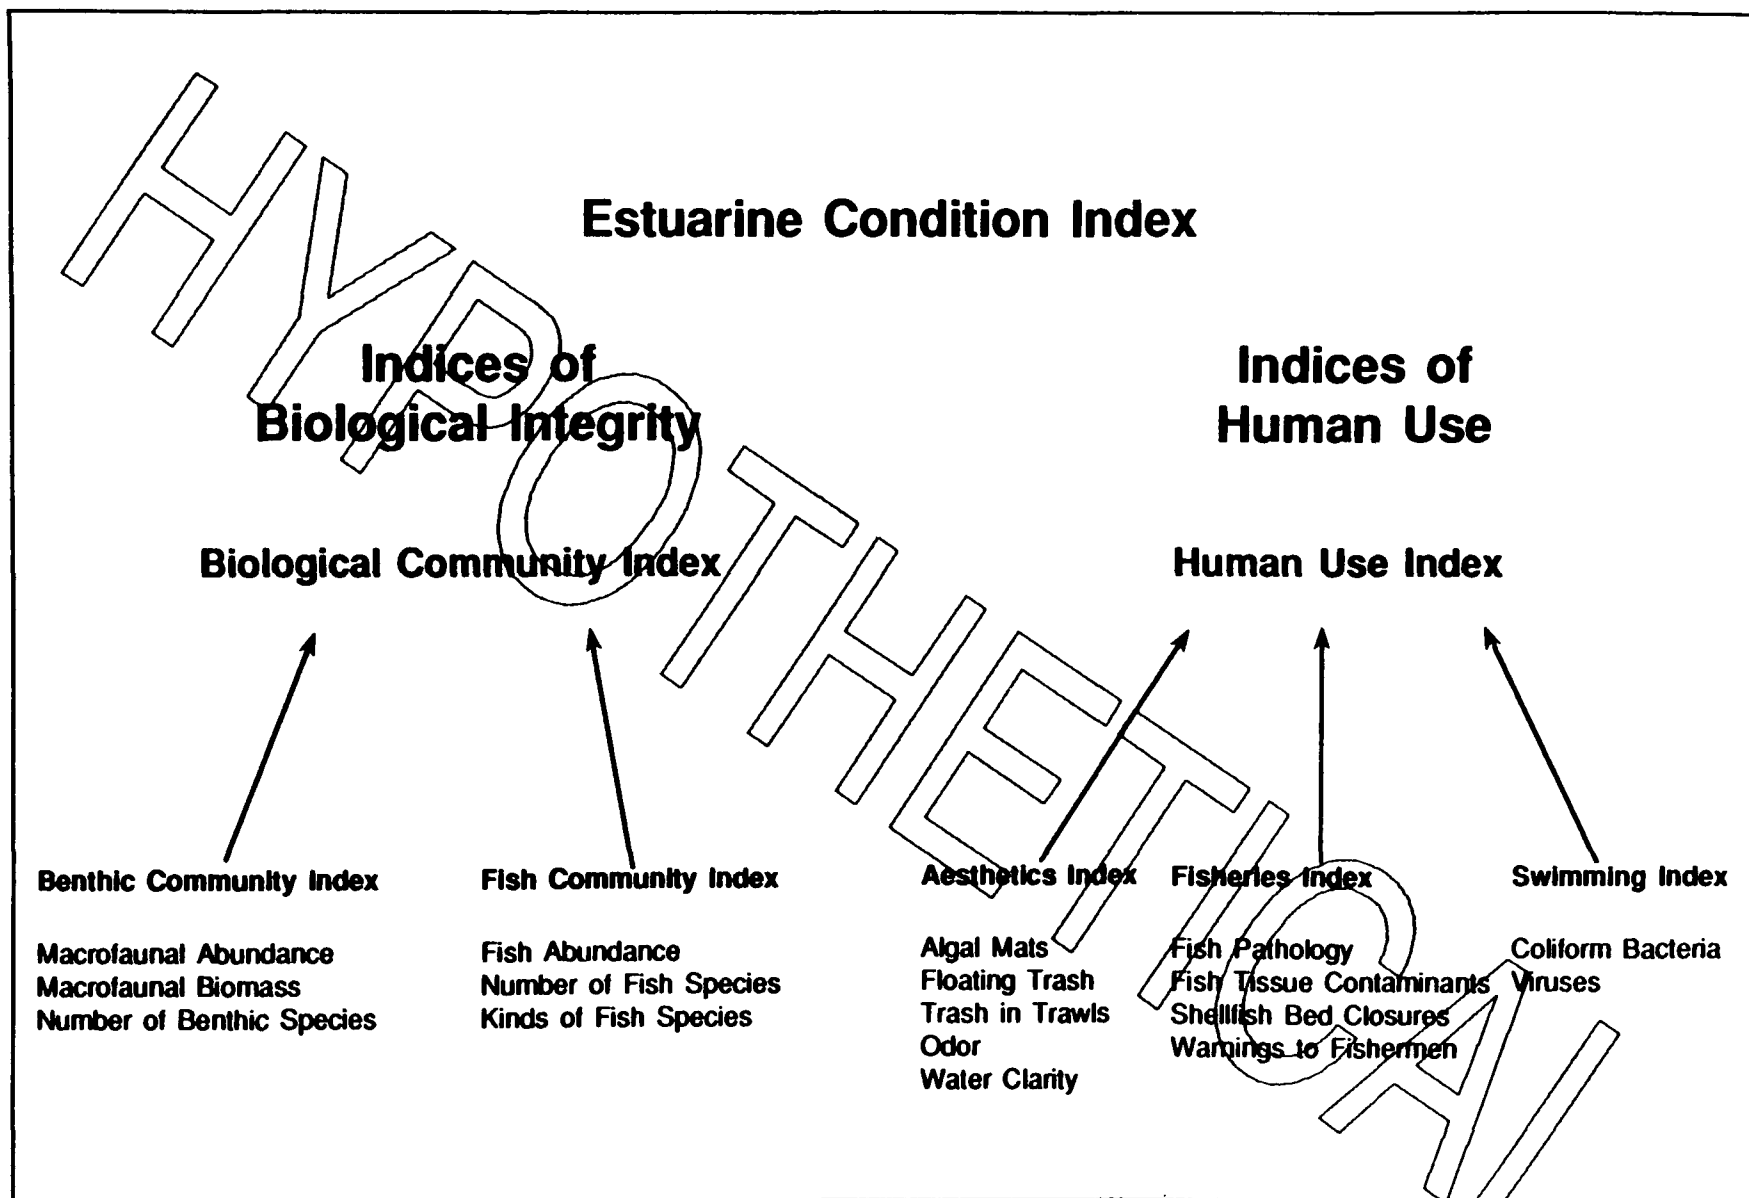 Estuarine Condition Index
Indices of
Biological Integrity
Indices of
Human Use
Biological Community Index
Human Use Index
Benthic Community Index
Macrofaunal Abundance
Macrofaunal Biomass
Number of Benthic Species
Fish Community Index
Fish Abundance
Number of Fish Species
Kinds of Fish Species
Aesthetics Index
Algal Mats
Floating Trash
Trash in Trawls
Odor
Water Clarity
Fisheries Index
Fish Pathology
Fish Tissue Contaminants
Shellfish Bed Closures
Warnings to Fishermen
Swimming Index
Coliform Bacteria
Viruses
HYPOTHETICAL